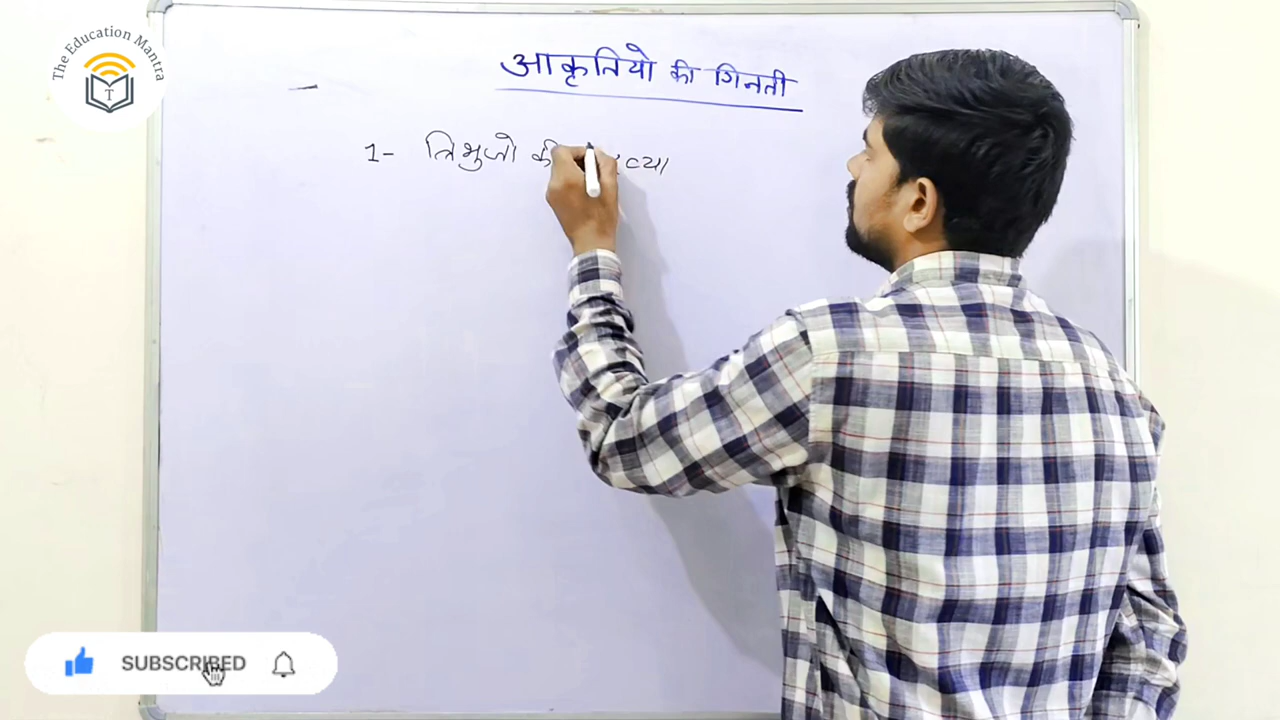 The Education Mantra
T
आकृतियो की गिनती
1- त्रिभुजो की
SUBSCRIBED